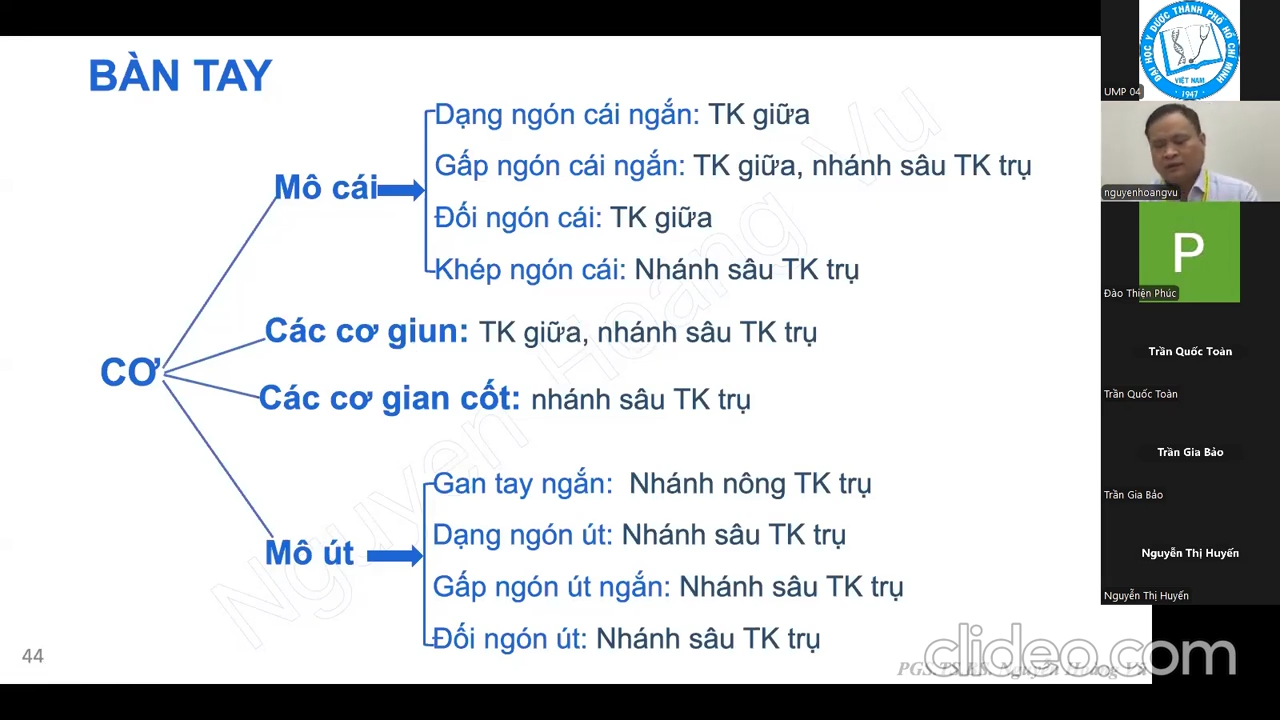 BÀN TAY
Dạng ngón cái ngắn: TK giữa
Gấp ngón cái ngắn: TK giữa, nhánh sâu TK trụ
Mô cái
Đối ngón cái: TK giữa
Khép ngón cái: Nhánh sâu TK trụ
Các cơ giun: TK giữa, nhánh sâu TK trụ
CƠ
Các cơ gian cốt: nhánh sâu TK trụ
Gan tay ngắn: Nhánh nông TK trụ
Dạng ngón út: Nhánh sâu TK trụ
Mô út
Gấp ngón út ngắn: Nhánh sâu TK trụ
Đối ngón út: Nhánh sâu TK trụ
44
PGS.TS.BS. Nguyễn Hoàng Vũ
clideo.com
Nguyen Hoang Vu
ĐẠI HỌC Y DƯỢC THÀNH PHỐ HỒ CHÍ MINH
VIỆT NAM
1947
UMP 04
nguyenhoangvu
P
Đào Thiện Phúc
Trần Quốc Toàn
Trần Quốc Toàn
Trần Gia Bảo
Trần Gia Bảo
Nguyễn Thị Huyến
Nguyễn Thị Huyến